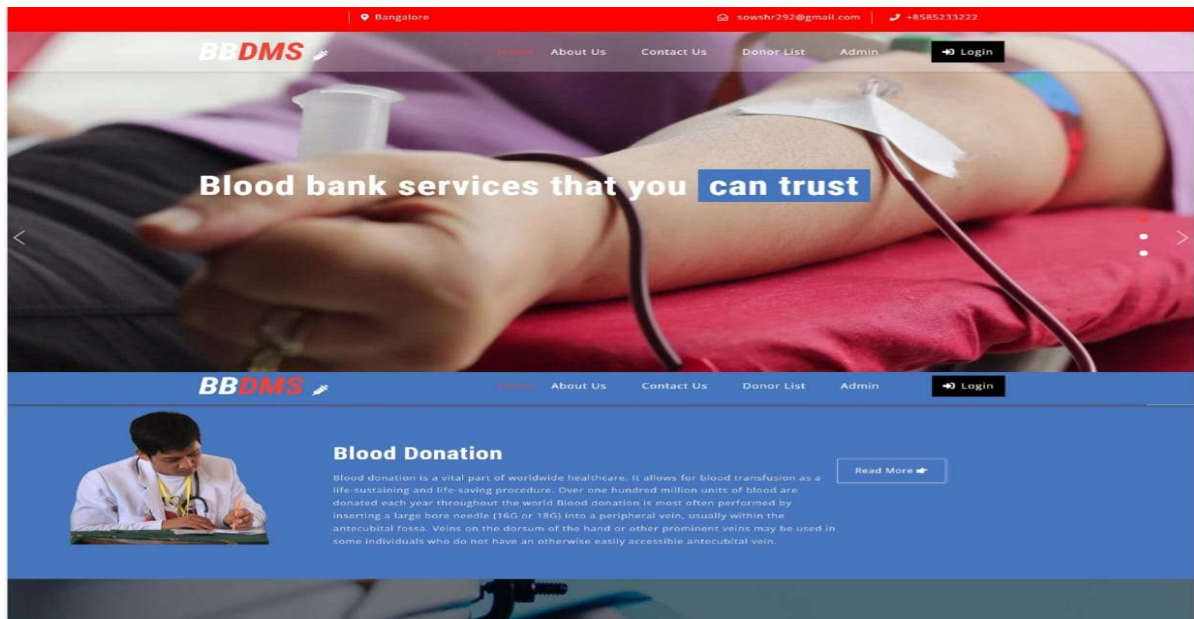 Bangalore
sowshr292@gmail.com
+8585233222
BBDMS
Home
About Us
Contact Us
Donor List
Admin
Login
Blood bank services that you can trust
BBDMS
Home
About Us
Contact Us
Donor List
Admin
Login
Blood Donation
Blood donation is a vital part of worldwide healthcare. It allows for blood transfusion as a
life-sustaining and life-saving procedure. Over one hundred million units of blood are
donated each year throughout the world.Blood donation is most often performed by
inserting a large bore needle (16G or 18G) into a peripheral vein, usually within the
antecubital fossa. Veins on the dorsum of the hand or other prominent veins may be used in
some individuals who do not have an otherwise easily accessible antecubital vein.
Read More